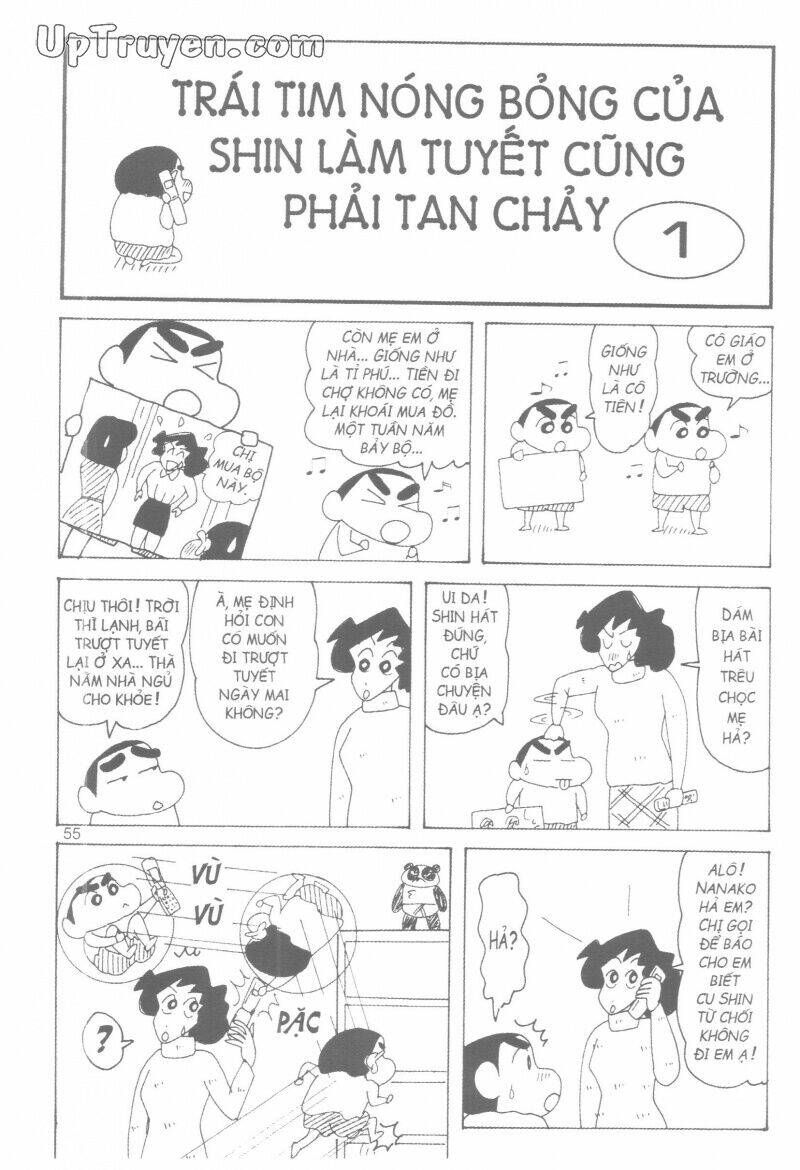 UpTruyen.com
TRÁI TIM NÓNG BỎNG CỦA
SHIN LÀM TUYẾT CŨNG
PHẢI TAN CHẢY
1
CHỊ
MUA BỘ
NÀY.
CÒN MẸ EM Ở
NHÀ... GIỐNG NHƯ
LÀ TỈ PHÚ... TIỀN ĐI
CHỢ KHÔNG CÓ, MẸ
LẠI KHOÁI MUA ĐỒ.
MỘT TUẦN NĂM
BẢY BỘ...
GIỐNG
NHƯ
LÀ CÔ
TIÊN!
CÔ GIÁO
EM Ở
TRƯỜNG...
CHỊU THÔI! TRỜI
THÌ LẠNH, BÃI
TRƯỢT TUYẾT
LẠI Ở XA... THÀ
NẰM NHÀ NGỦ
CHO KHỎE!
À, MẸ ĐỊNH
HỎI CON
CÓ MUỐN
ĐI TRƯỢT
TUYẾT
NGÀY MAI
KHÔNG?
UI DA!
SHIN HÁT
ĐÚNG,
CHỨ
CÓ BỊA
CHUYỆN
ĐÂU Ạ?
DÁM
BỊA BÀI
HÁT
TRÊU
CHỌC
MẸ
HẢ?
55
VÙ
VÙ
PẶC
?
HẢ?
ALÔ!
NANAKO
HẢ EM?
CHỊ GỌI
ĐỂ BÁO
CHO EM
BIẾT
CU SHIN
TỪ CHỐI
KHÔNG
ĐI EM Ạ!